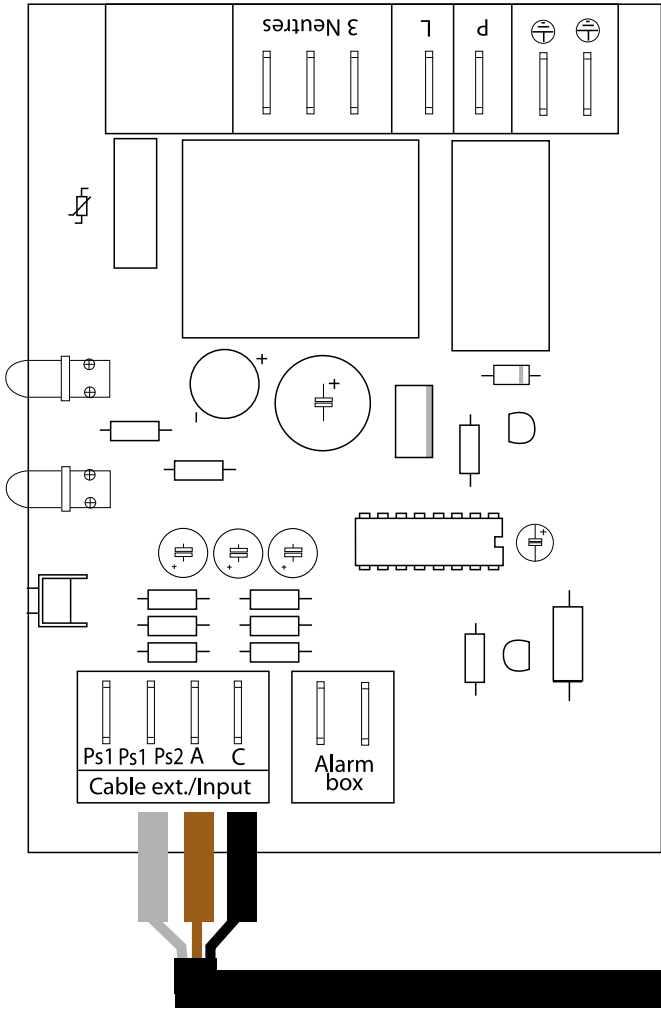 3 Neutres L P
Ps1 Ps1 Ps2 A C
Cable ext./Input
Alarm
box